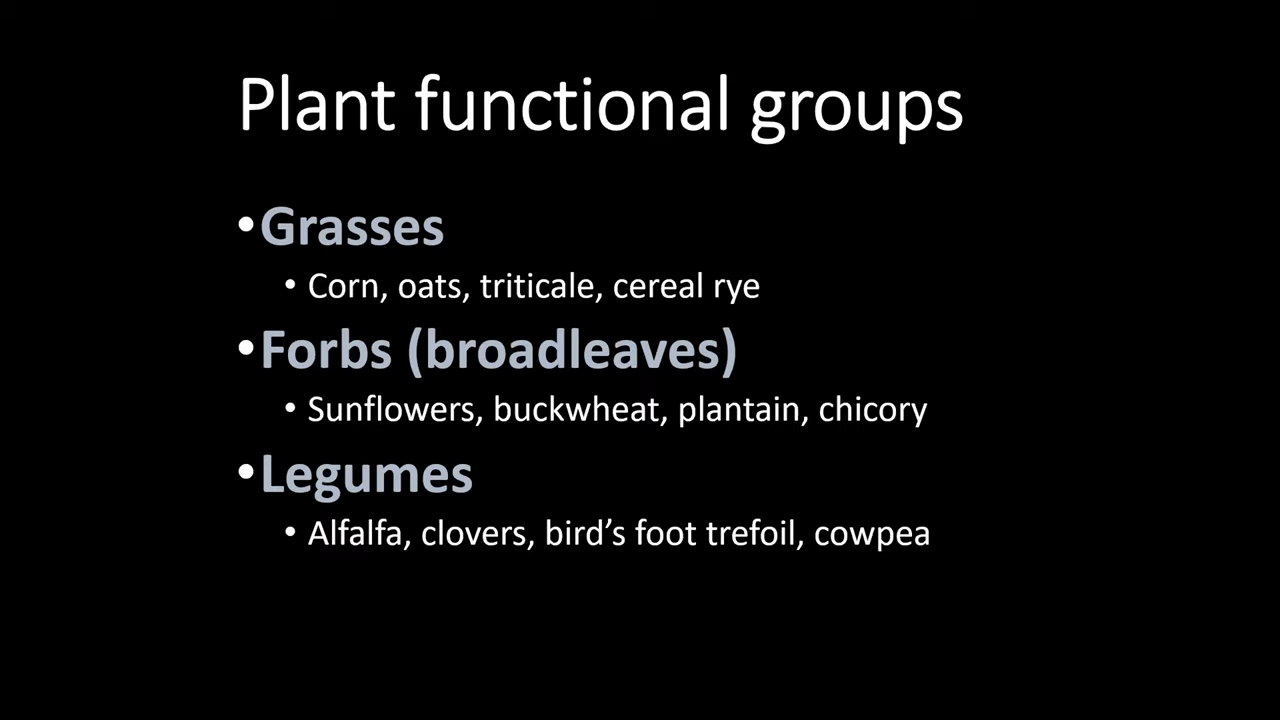 Plant functional groups
•Grasses
• Corn, oats, triticale, cereal rye
•Forbs (broadleaves)
• Sunflowers, buckwheat, plantain, chicory
•Legumes
• Alfalfa, clovers, bird’s foot trefoil, cowpea